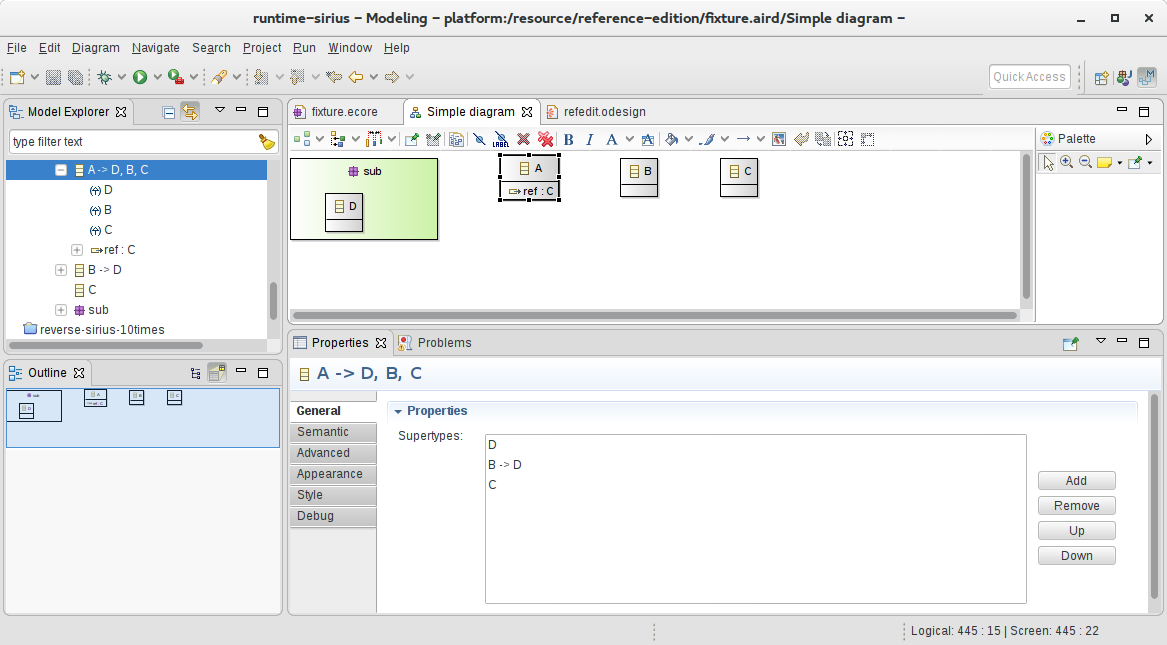 runtime-sirius – Modeling – platform:/resource/reference-edition/fixture.aird/Simple diagram –
File Edit Diagram Navigate Search Project Run Window Help
Quick Access
Model Explorer
type filter text
A -> D, B, C
D
B
C
ref : C
B -> D
C
sub
reverse-sirius-10times
fixture.ecore
Simple diagram
refedit.odesign
LABEL
B I A A
sub
D
A
ref : C
B
C
Palette
Outline
Properties
Problems
A -> D, B, C
General
Semantic
Advanced
Appearance
Style
Debug
Properties
Supertypes:
D
B -> D
C
Add
Remove
Up
Down
Logical: 445 : 15 | Screen: 445 : 22